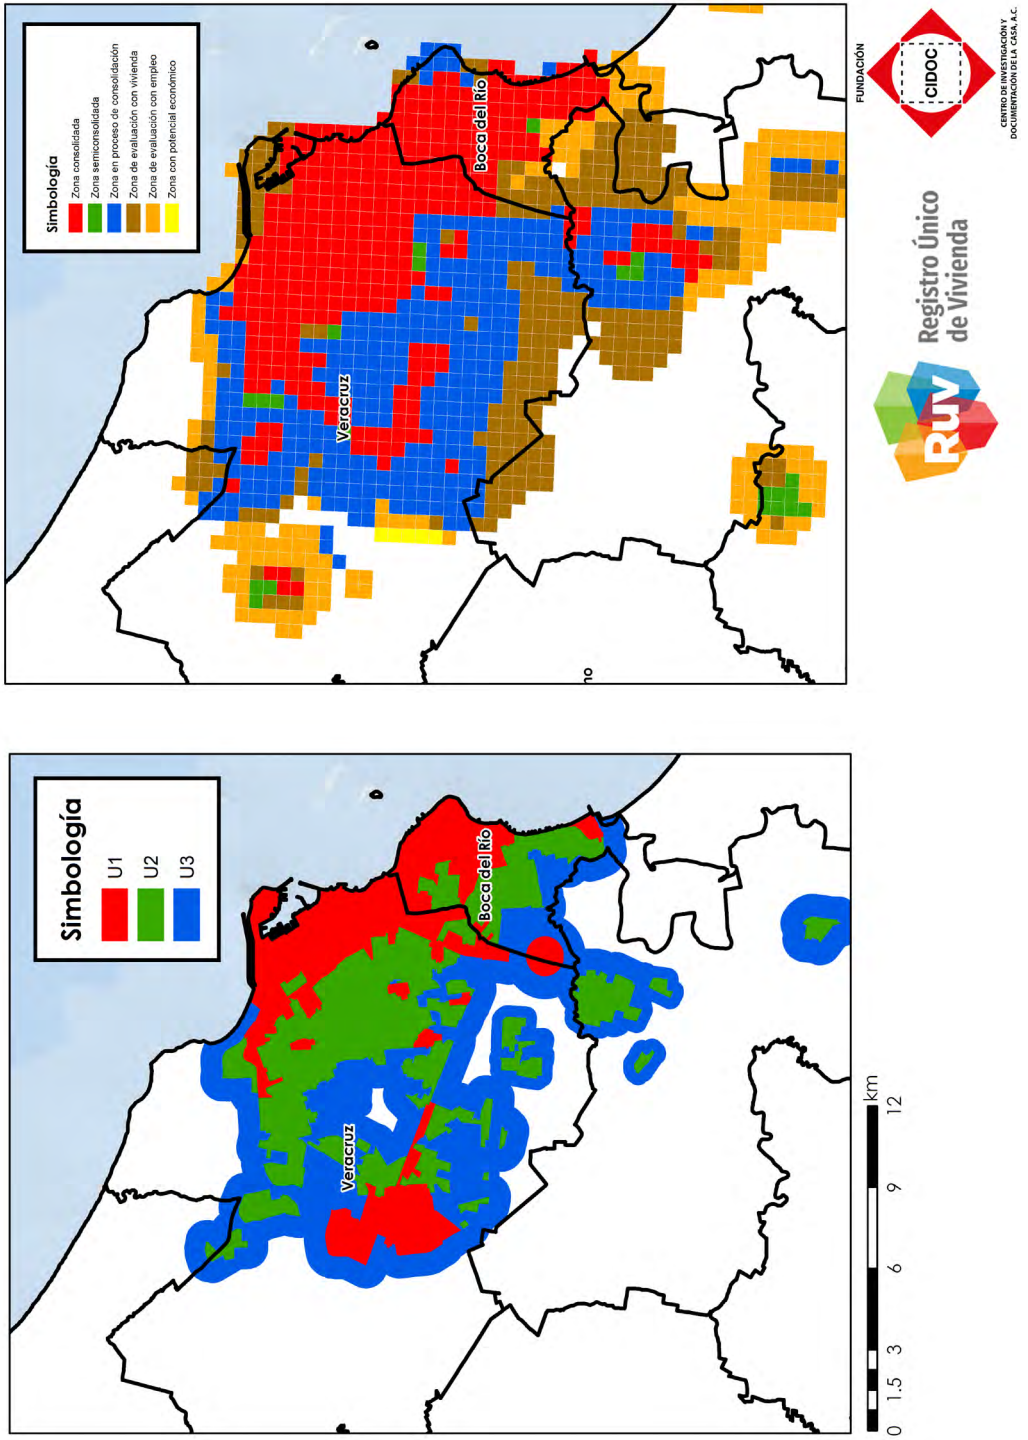 Simbología
U1
U2
U3
Veracruz
Boca del Río
0 1.5 3 6 9 12
km
Simbología
Zona consolidada
Zona semiconsolidada
Zona en proceso de consolidación
Zona de evaluación con vivienda
Zona de evaluación con empleo
Zona con potencial económico
Veracruz
Boca del Río
no
Ruv
Registro Único
de Vivienda
FUNDACIÓN
CIDOC
CENTRO DE INVESTIGACIÓN Y
DOCUMENTACIÓN DE LA CASA, A.C.